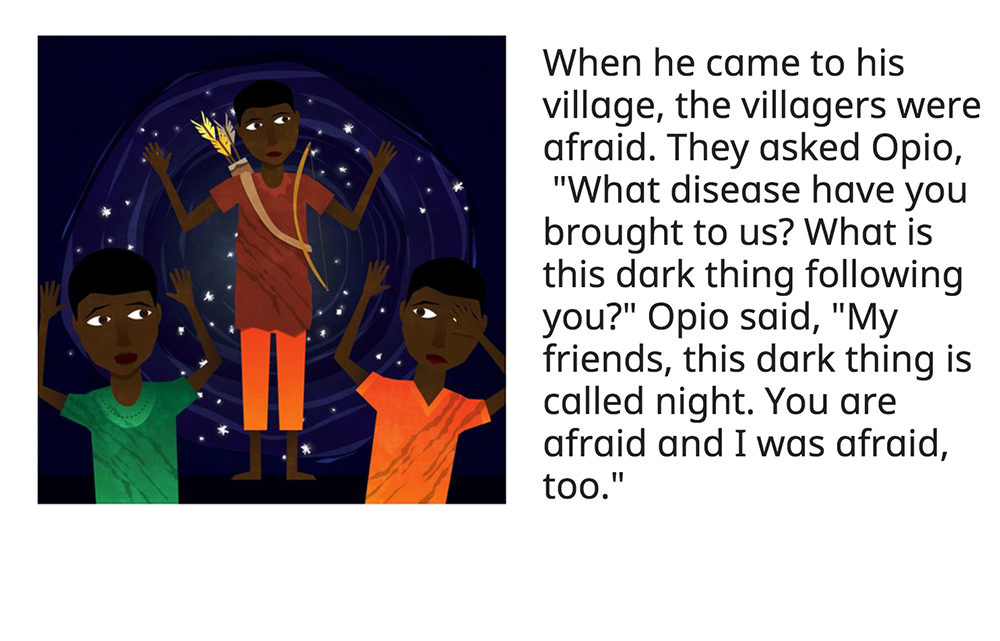 When he came to his
village, the villagers were
afraid. They asked Opio,
"What disease have you
brought to us? What is
this dark thing following
you?" Opio said, "My
friends, this dark thing is
called night. You are
afraid and I was afraid,
too."